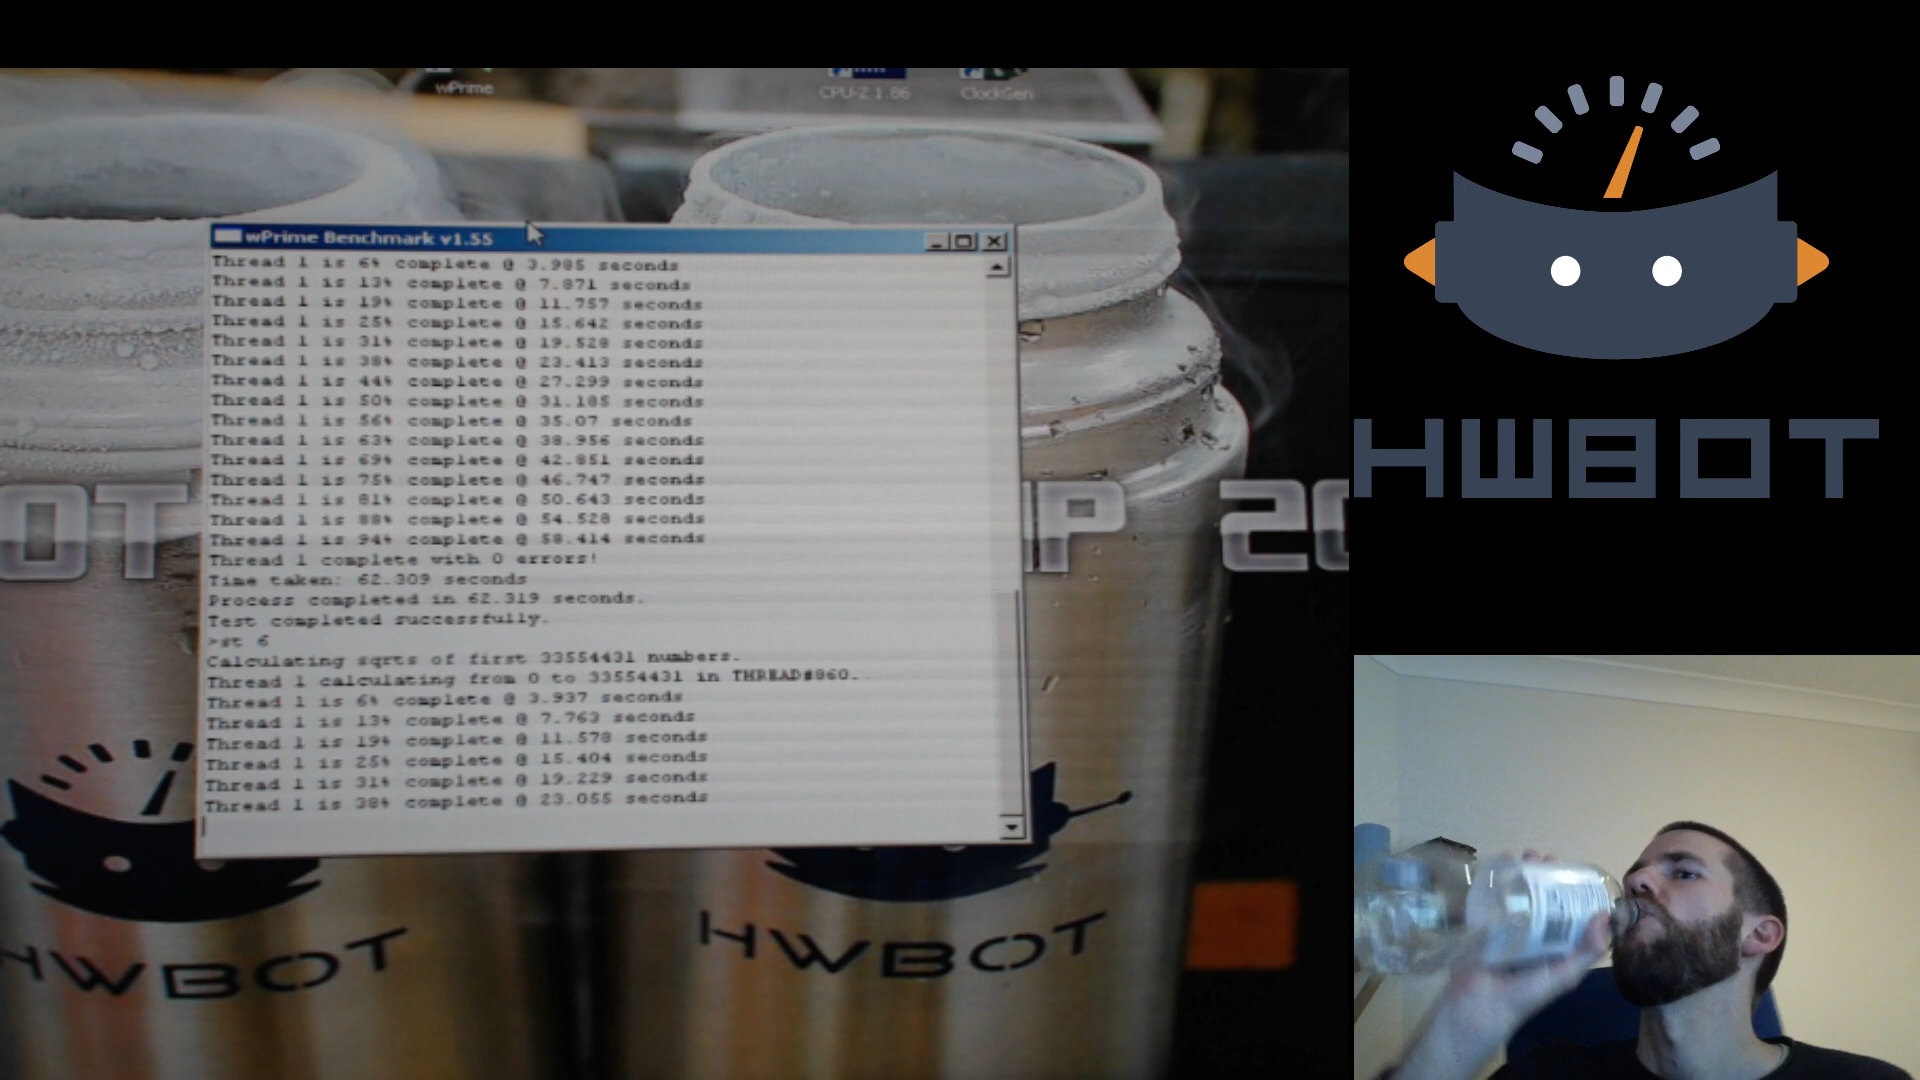 wPrime
CPU-Z 1.86
ClockGen
wPrime Benchmark v1.55
Thread 1 is 6% complete @ 3.985 seconds
Thread 1 is 13% complete @ 7.871 seconds
Thread 1 is 19% complete @ 11.757 seconds
Thread 1 is 25% complete @ 15.642 seconds
Thread 1 is 31% complete @ 19.528 seconds
Thread 1 is 38% complete @ 23.413 seconds
Thread 1 is 44% complete @ 27.299 seconds
Thread 1 is 50% complete @ 31.185 seconds
Thread 1 is 56% complete @ 35.07 seconds
Thread 1 is 63% complete @ 38.956 seconds
Thread 1 is 69% complete @ 42.851 seconds
Thread 1 is 75% complete @ 46.747 seconds
Thread 1 is 81% complete @ 50.643 seconds
Thread 1 is 88% complete @ 54.528 seconds
Thread 1 is 94% complete @ 58.414 seconds
Thread 1 complete with 0 errors!
Time taken: 62.309 seconds
Process completed in 62.319 seconds.
Test completed successfully.
>st 6
Calculating sqrts of first 33554431 numbers.
Thread 1 calculating from 0 to 33554431 in THREAD#860.
Thread 1 is 6% complete @ 3.937 seconds
Thread 1 is 13% complete @ 7.763 seconds
Thread 1 is 19% complete @ 11.578 seconds
Thread 1 is 25% complete @ 15.404 seconds
Thread 1 is 31% complete @ 19.229 seconds
Thread 1 is 38% complete @ 23.055 seconds
OT
P 20
HWBOT
HWBOT
HWBOT